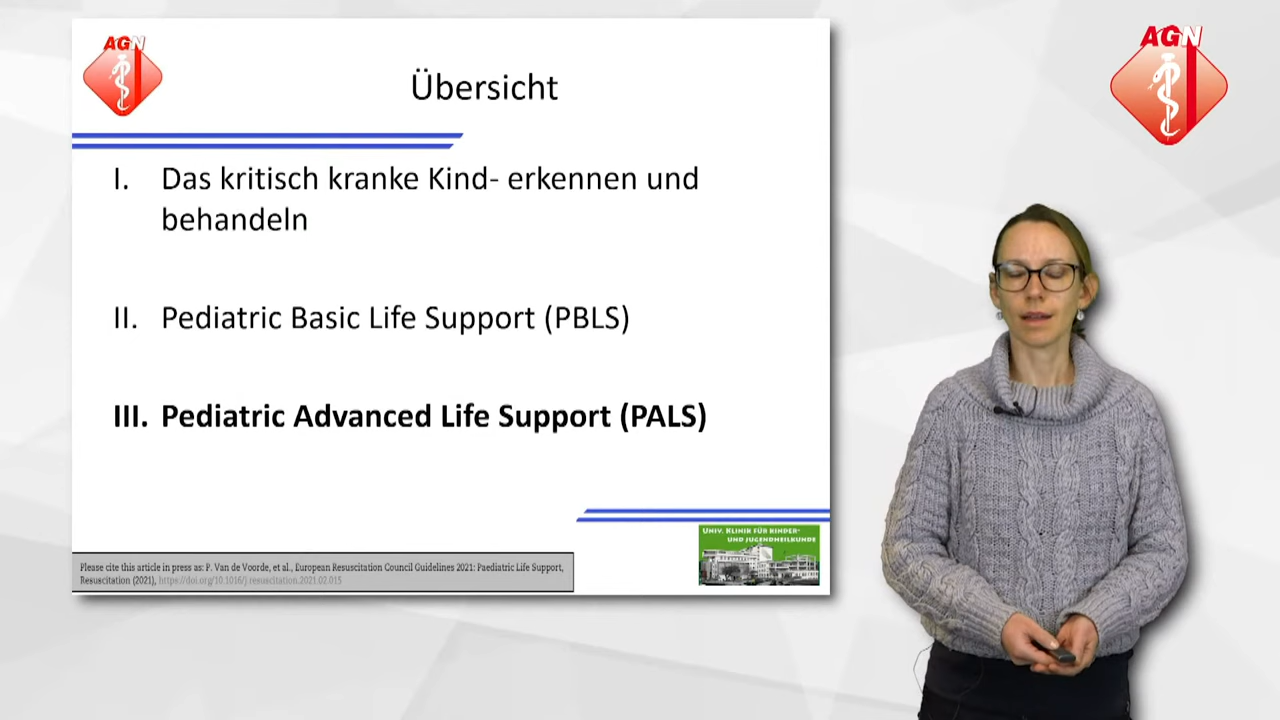 AGN
Übersicht
I. Das kritisch kranke Kind- erkennen und
behandeln
II. Pediatric Basic Life Support (PBLS)
III. Pediatric Advanced Life Support (PALS)
UNIV. KLINIK FÜR KINDER-
UND JUGENDHEILKUNDE
Please cite this article in press as: P. Van de Voorde, et al., European Resuscitation Council Guidelines 2021: Paediatric Life Support,
Resuscitation (2021), https://doi.org/10.1016/j resuscitation.2021.02.015
AGN